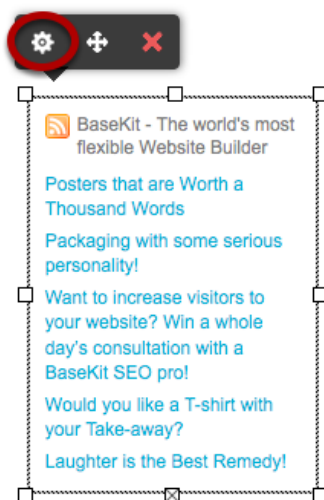 BaseKit - The world's most
flexible Website Builder
Posters that are Worth a
Thousand Words
Packaging with some serious
personality!
Want to increase visitors to
your website? Win a whole
day's consultation with a
BaseKit SEO pro!
Would you like a T-shirt with
your Take-away?
Laughter is the Best Remedy!